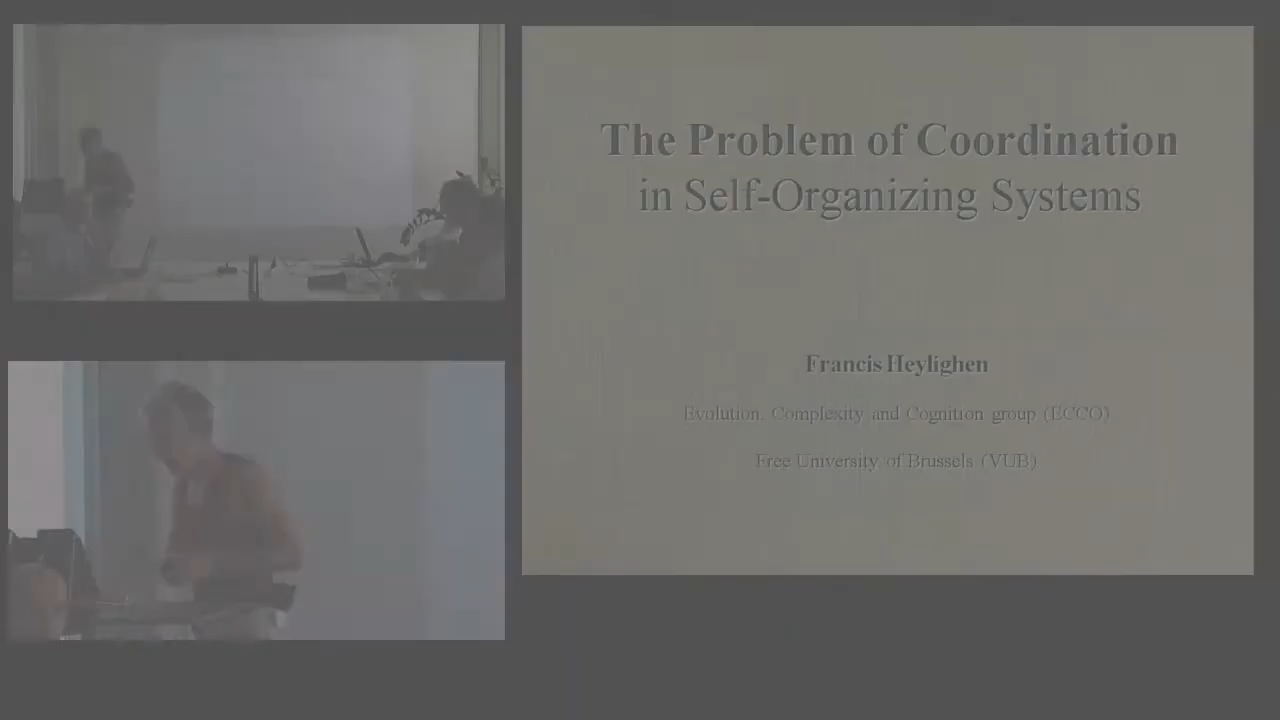 The Problem of Coordination
in Self-Organizing Systems
Francis Heylighen
Evolution, Complexity and Cognition group (ECCO)
Free University of Brussels (VUB)